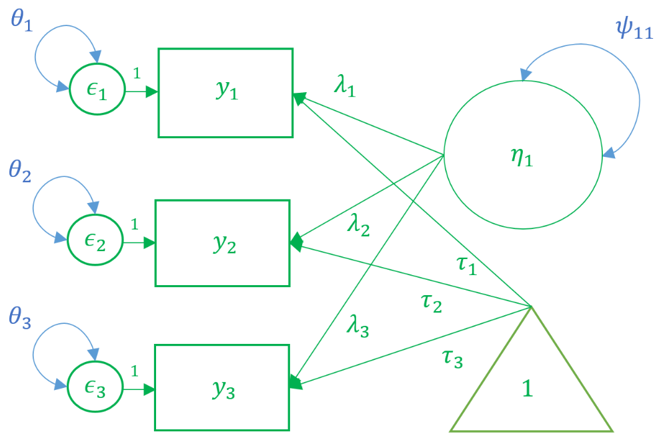 θ₁
ψ₁₁
1
ϵ₁
y₁
λ₁
η₁
θ₂
1
ϵ₂
y₂
λ₂
τ₁
τ₂
θ₃
λ₃
τ₃
1
ϵ₃
y₃
1